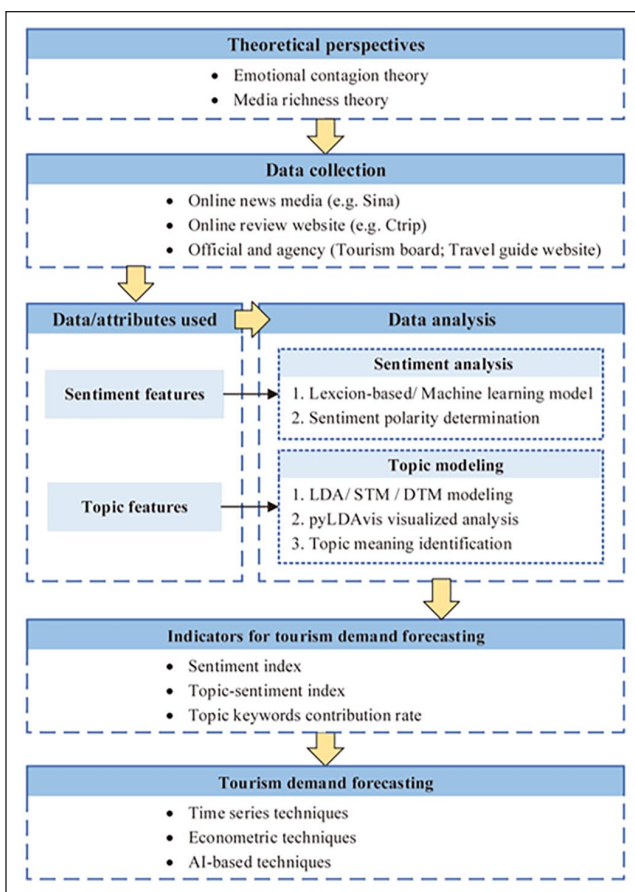 Theoretical perspectives
• Emotional contagion theory
• Media richness theory
Data collection
• Online news media (e.g. Sina)
• Online review website (e.g. Ctrip)
• Official and agency (Tourism board; Travel guide website)
Data/attributes used
Sentiment features
Topic features
Data analysis
Sentiment analysis
1. Lexcion-based/ Machine learning model
2. Sentiment polarity determination
Topic modeling
1. LDA/ STM / DTM modeling
2. pyLDAvis visualized analysis
3. Topic meaning identification
Indicators for tourism demand forecasting
• Sentiment index
• Topic-sentiment index
• Topic keywords contribution rate
Tourism demand forecasting
• Time series techniques
• Econometric techniques
• AI-based techniques